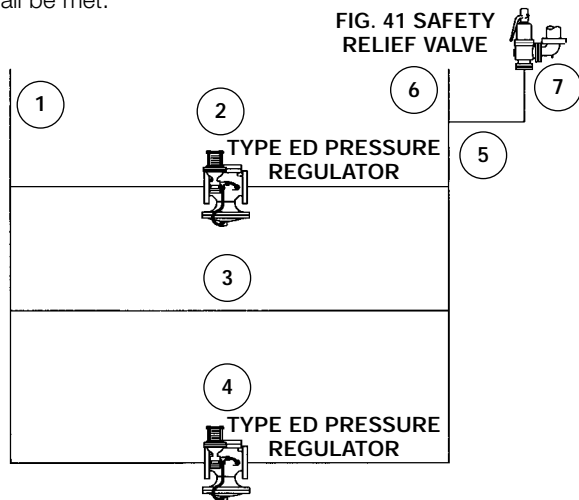 all be met.
FIG. 41 SAFETY
RELIEF VALVE
1
6
7
2
TYPE ED PRESSURE
REGULATOR
5
3
4
TYPE ED PRESSURE
REGULATOR